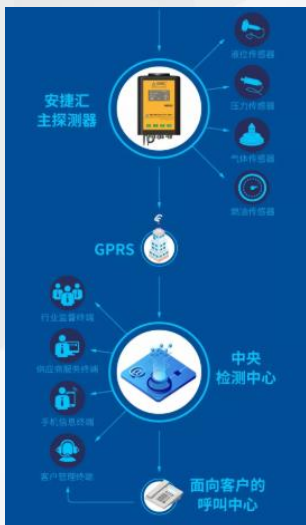 液位传感器
安捷汇
主探测器
压力传感器
气体传感器
燃油传感器
GPRS
行业监督终端
供应商服务终端
中央
检测中心
手机信息终端
客户管理终端
面向客户的
呼叫中心